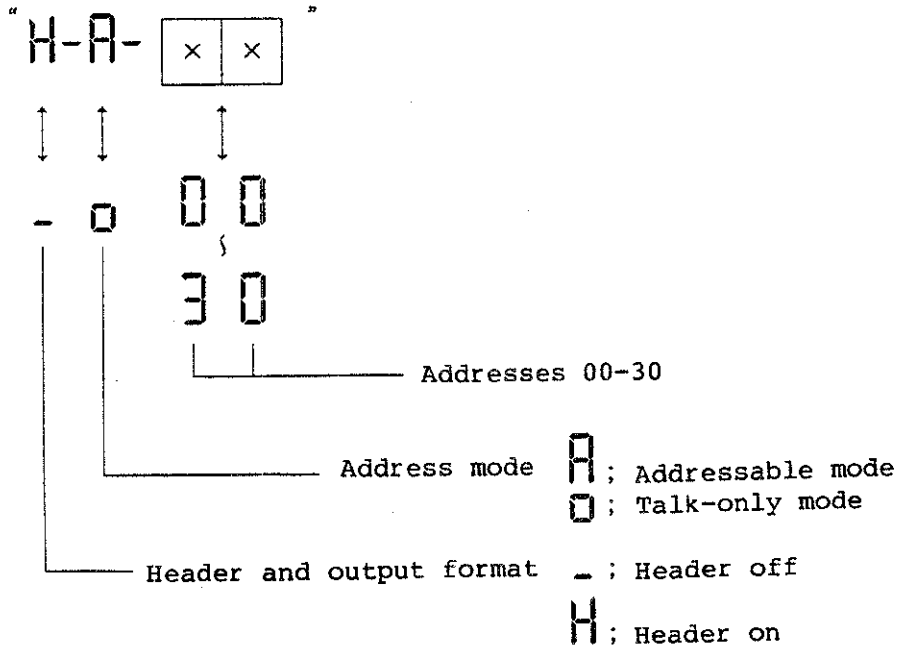 “H-A- × × ”
- o 00
~
30
Addresses 00-30
Address mode A; Addressable mode
o; Talk-only mode
Header and output format -; Header off
H; Header on